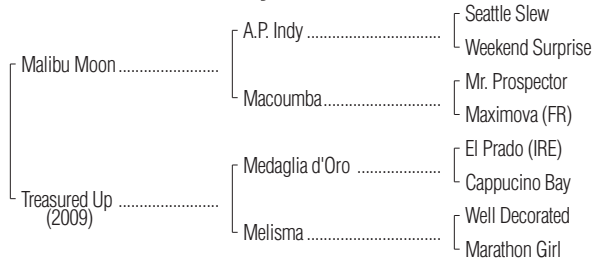 Seattle Slew
A.P. Indy ........................
Weekend Surprise
Malibu Moon ......................
Mr. Prospector
Macoumba..........................
Maximova (FR)
El Prado (IRE)
Medaglia d'Oro ..................
Cappucino Bay
Treasured Up ......................
(2009)
Well Decorated
Melisma ............................
Marathon Girl